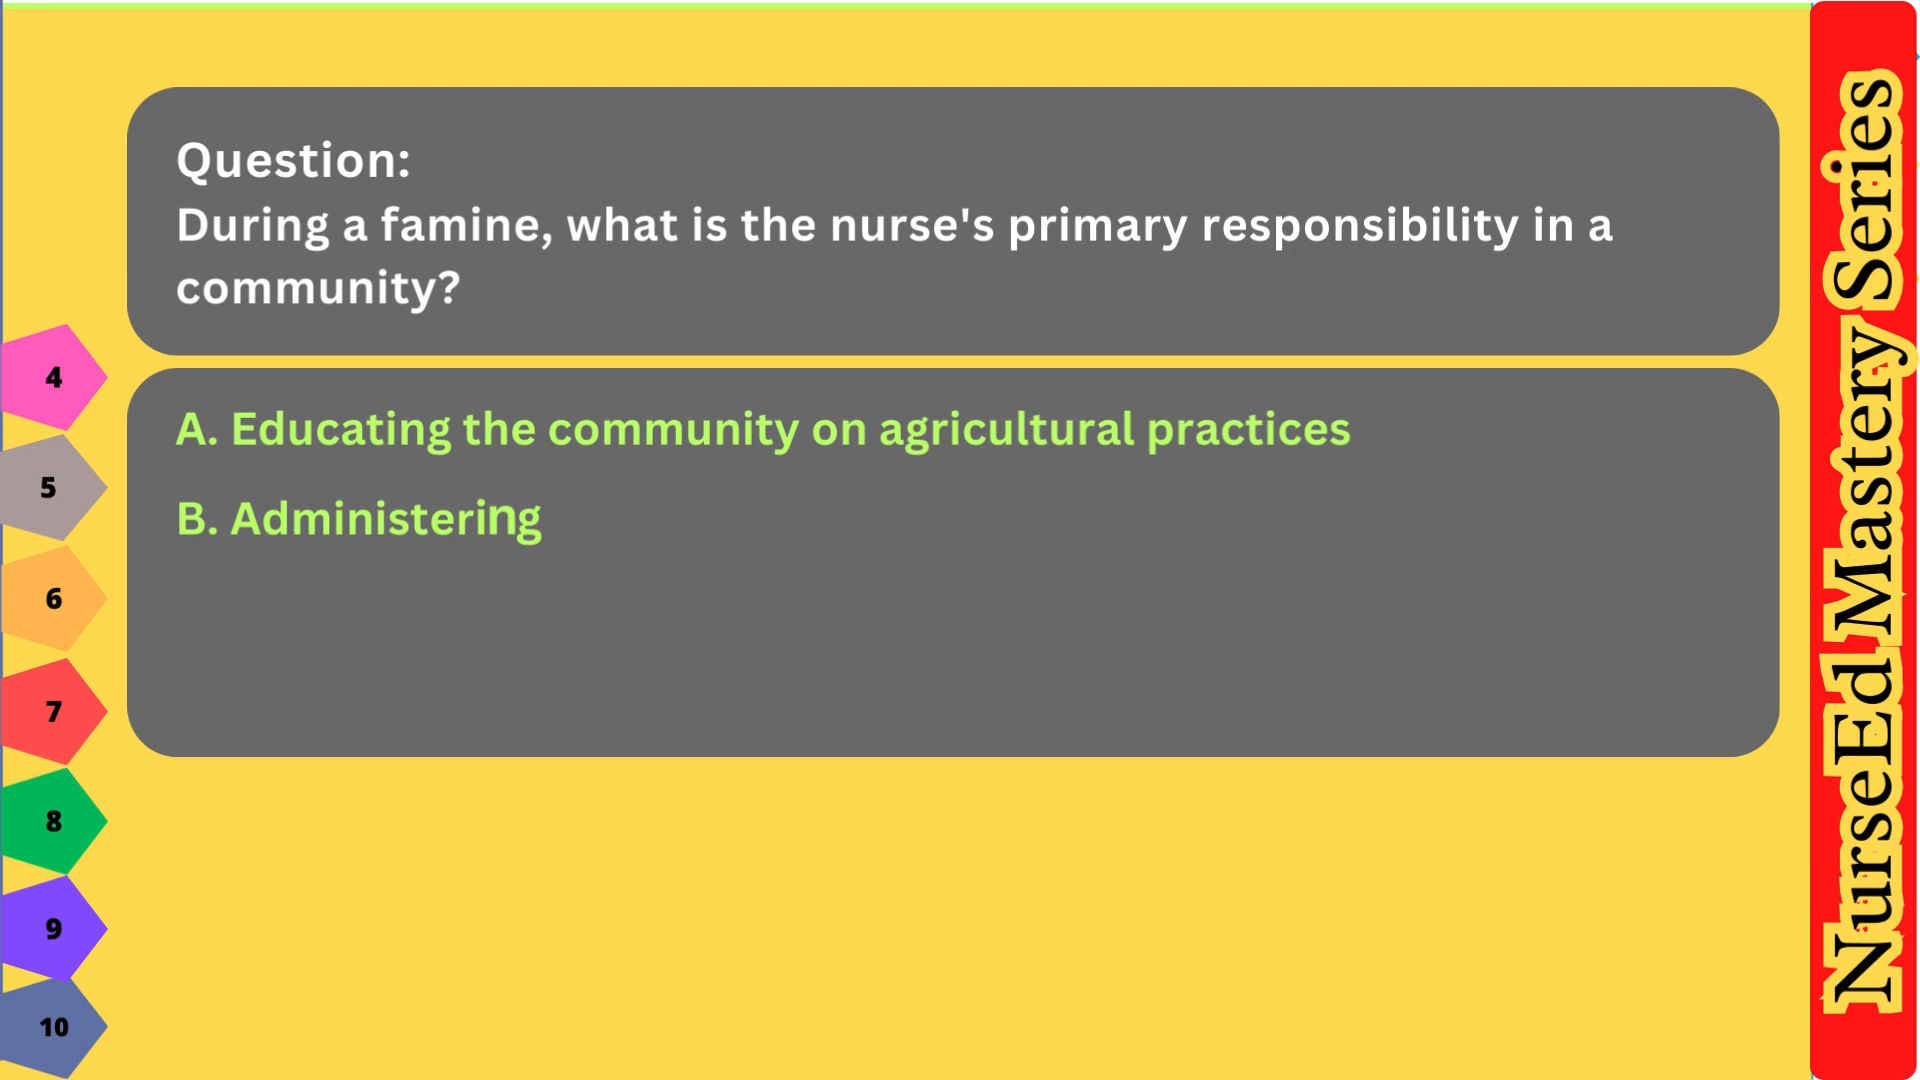 Question:
During a famine, what is the nurse's primary responsibility in a
community?
A. Educating the community on agricultural practices
B. Administering
4
5
6
7
8
9
10
NurseEd Mastery Series